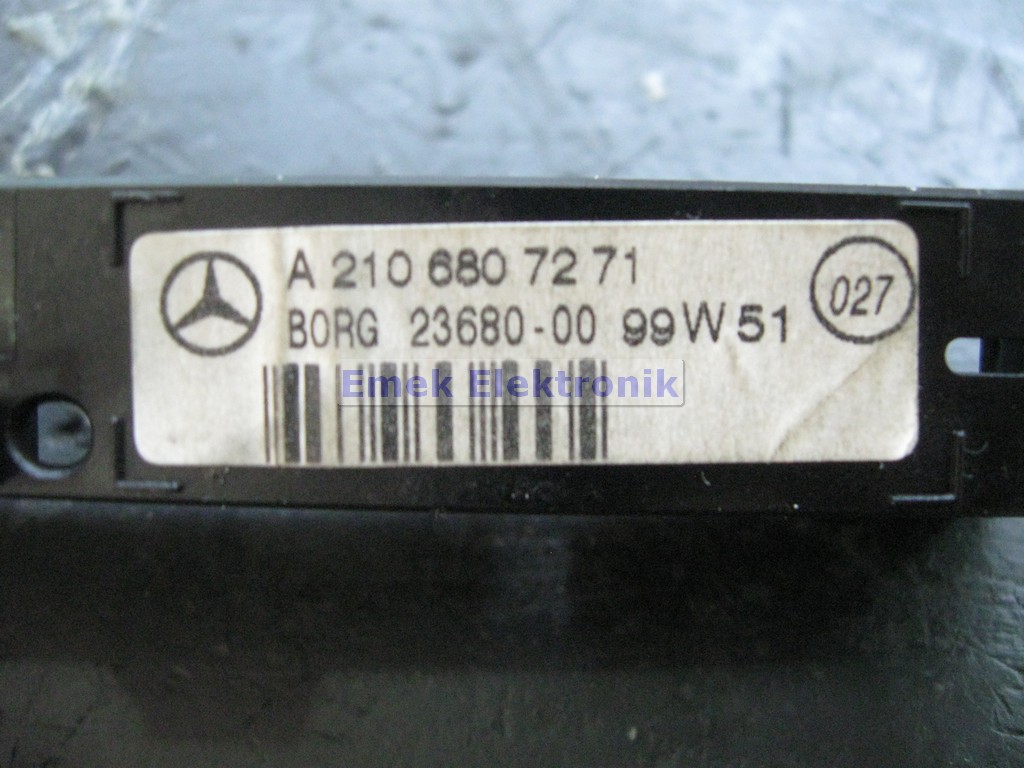 A 210 680 72 71
BORG 23680-00 99W51
027
Emek Elektronik